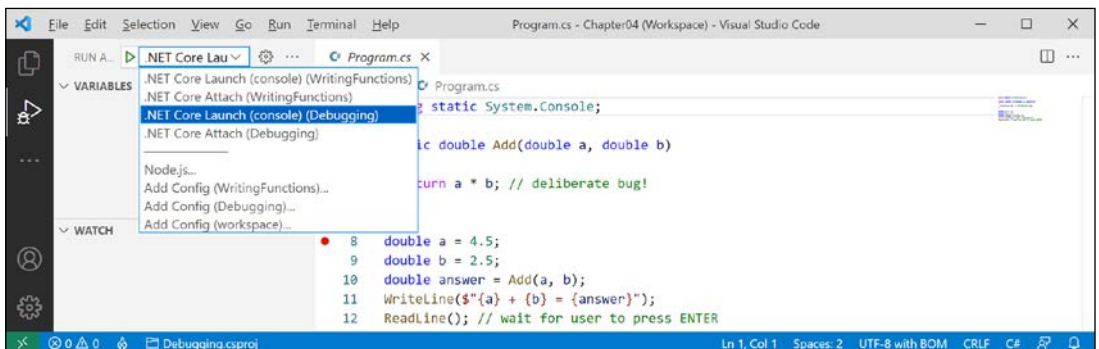 File Edit Selection View Go Run Terminal Help Program.cs - Chapter04 (Workspace) - Visual Studio Code
RUN A... .NET Core Lau ... Program.cs
VARIABLES
.NET Core Launch (console) (WritingFunctions)
.NET Core Attach (WritingFunctions)
.NET Core Launch (console) (Debugging)
.NET Core Attach (Debugging)
Node.js...
Add Config (WritingFunctions)...
Add Config (Debugging)...
Add Config (workspace)...
WATCH
Program.cs
static System.Console;
ic double Add(double a, double b)
turn a * b; // deliberate bug!
8 double a = 4.5;
9 double b = 2.5;
10 double answer = Add(a, b);
11 WriteLine($"{a} + {b} = {answer}");
12 ReadLine(); // wait for user to press ENTER
0 0 Debugging.csproj Ln 1, Col 1 Spaces: 2 UTF-8 with BOM CRLF C#